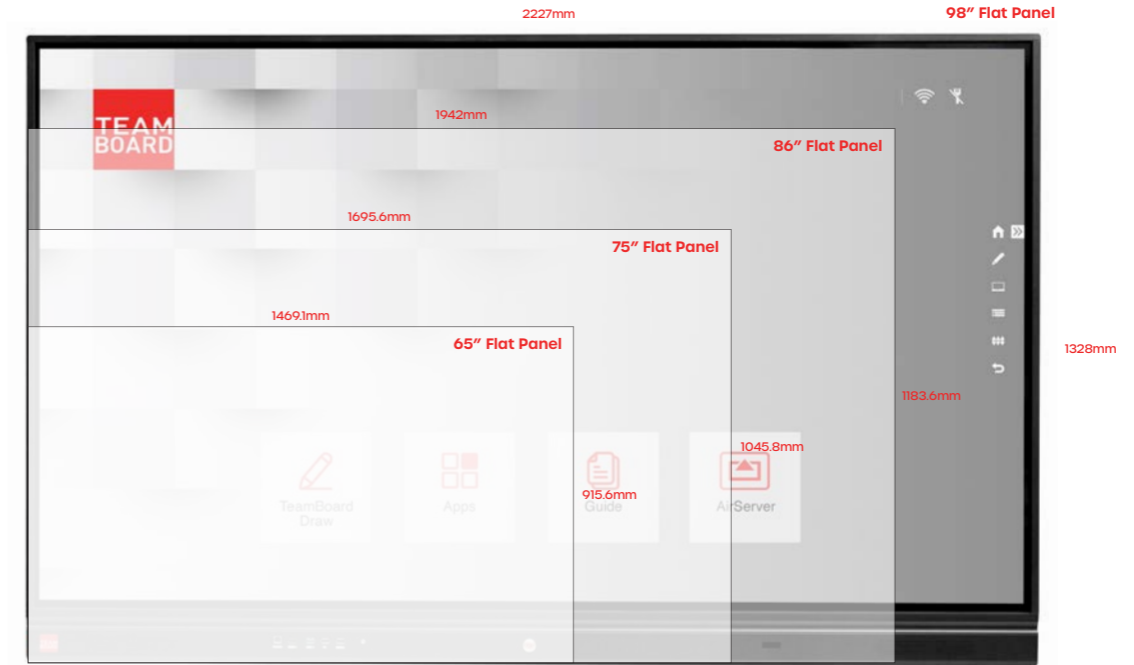 2227mm
98" Flat Panel
TEAM
BOARD
1942mm
86" Flat Panel
1695.6mm
75" Flat Panel
1469.1mm
65" Flat Panel
1328mm
1183.6mm
1045.8mm
915.6mm
TeamBoard
Draw
Apps
Guide
AirServer